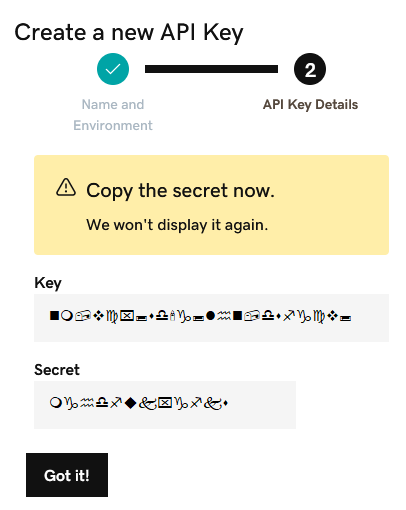 Create a new API Key
2
Name and
Environment
API Key Details
Copy the secret now.
We won't display it again.
Key
Secret
Got it!